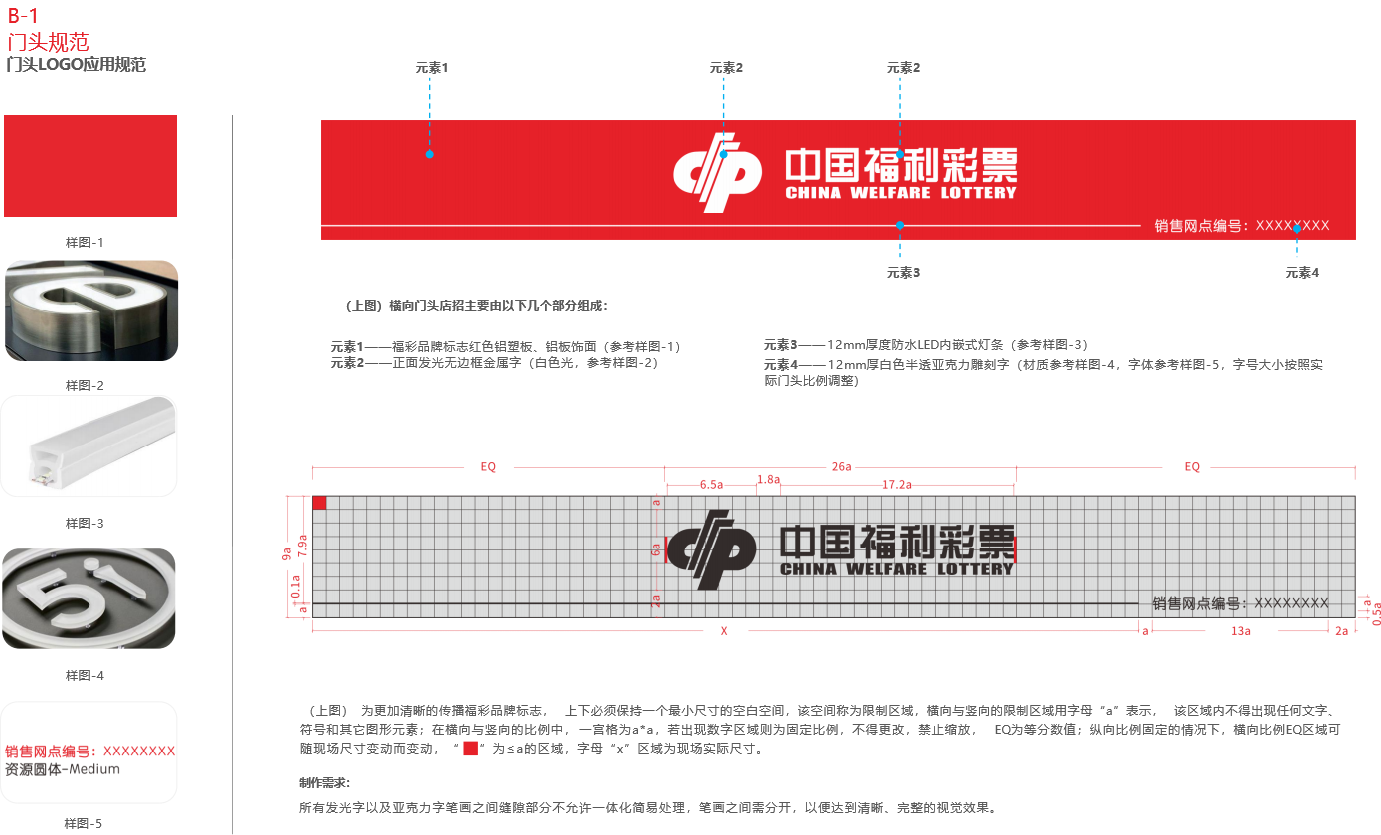 B-1
门头规范
门头LOGO应用规范
元素1
元素2
元素2
中国福利彩票
CHINA WELFARE LOTTERY
销售网点编号：XXXXXXXX
元素3
元素4
样图-1
样图-2
样图-3
样图-4
销售网点编号：XXXXXXXX
资源圆体-Medium
样图-5
（上图）横向门头店招主要由以下几个部分组成：
元素1——福彩品牌标志红色铝塑板、铝板饰面（参考样图-1）
元素2——正面发光无边框金属字（白色光，参考样图-2）
元素3——12mm厚度防水LED内嵌式灯条（参考样图-3）
元素4——12mm厚白色半透亚克力雕刻字（材质参考样图-4，字体参考样图-5，字号大小按照实
际门头比例调整)
EQ
26a
EQ
6.5a
1.8a
17.2a
a
9a
7.9a
6a
0.1a
2a
a
中国福利彩票
CHINA WELFARE LOTTERY
销售网点编号：XXXXXXXX
a
0.5a
X
a
13a
2a
（上图） 为更加清晰的传播福彩品牌标志， 上下必须保持一个最小尺寸的空白空间，该空间称为限制区域，横向与竖向的限制区域用字母“a”表示， 该区域内不得出现任何文字、
符号和其它图形元素；在横向与竖向的比例中，一宫格为a*a，若出现数字区域则为固定比例，不得更改，禁止缩放， EQ为等分数值；纵向比例固定的情况下，横向比例EQ区域可
随现场尺寸变动而变动，“ ”为≤a的区域，字母“x”区域为现场实际尺寸。
制作需求：
所有发光字以及亚克力字笔画之间缝隙部分不允许一体化简易处理，笔画之间需分开，以便达到清晰、完整的视觉效果。